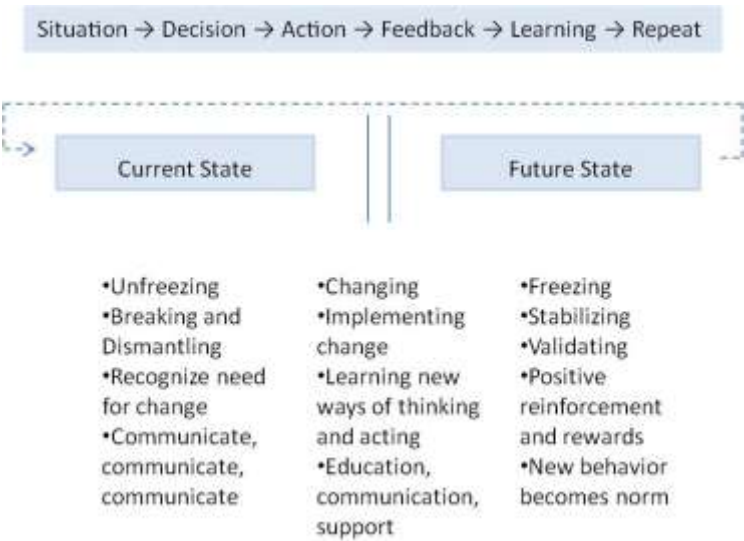 Situation → Decision → Action → Feedback → Learning → Repeat
Current State
Future State
•Unfreezing
•Breaking and
Dismantling
•Recognize need
for change
•Communicate,
communicate,
communicate
•Changing
•Implementing
change
•Learning new
ways of thinking
and acting
•Education,
communication,
support
•Freezing
•Stabilizing
•Validating
•Positive
reinforcement
and rewards
•New behavior
becomes norm